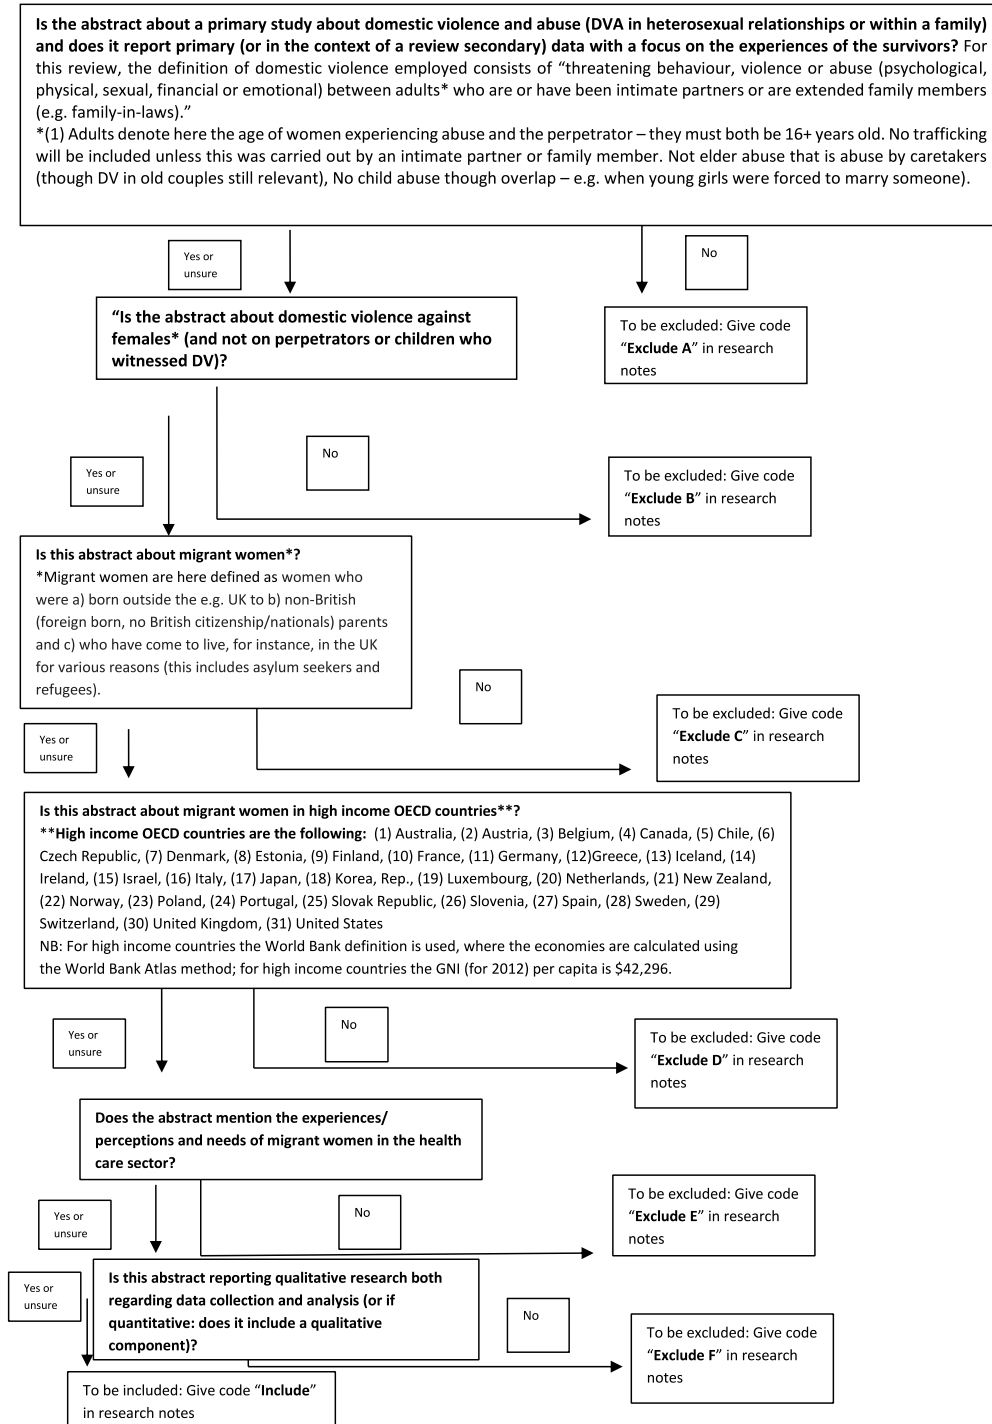 Is the abstract about a primary study about domestic violence and abuse (DVA in heterosexual relationships or within a family)
and does it report primary (or in the context of a review secondary) data with a focus on the experiences of the survivors? For
this review, the definition of domestic violence employed consists of “threatening behaviour, violence or abuse (psychological,
physical, sexual, financial or emotional) between adults* who are or have been intimate partners or are extended family members
(e.g. family-in-laws).”
*(1) Adults denote here the age of women experiencing abuse and the perpetrator – they must both be 16+ years old. No trafficking
will be included unless this was carried out by an intimate partner or family member. Not elder abuse that is abuse by caretakers
(though DV in old couples still relevant), No child abuse though overlap – e.g. when young girls were forced to marry someone).
Yes or
unsure
No
“Is the abstract about domestic violence against
females* (and not on perpetrators or children who
witnessed DV)?
To be excluded: Give code
“Exclude A” in research
notes
Yes or
unsure
No
To be excluded: Give code
“Exclude B” in research
notes
Is this abstract about migrant women*?
*Migrant women are here defined as women who
were a) born outside the e.g. UK to b) non-British
(foreign born, no British citizenship/nationals) parents
and c) who have come to live, for instance, in the UK
for various reasons (this includes asylum seekers and
refugees).
No
Yes or
unsure
To be excluded: Give code
“Exclude C” in research
notes
Is this abstract about migrant women in high income OECD countries**?
**High income OECD countries are the following: (1) Australia, (2) Austria, (3) Belgium, (4) Canada, (5) Chile, (6)
Czech Republic, (7) Denmark, (8) Estonia, (9) Finland, (10) France, (11) Germany, (12)Greece, (13) Iceland, (14)
Ireland, (15) Israel, (16) Italy, (17) Japan, (18) Korea, Rep., (19) Luxembourg, (20) Netherlands, (21) New Zealand,
(22) Norway, (23) Poland, (24) Portugal, (25) Slovak Republic, (26) Slovenia, (27) Spain, (28) Sweden, (29)
Switzerland, (30) United Kingdom, (31) United States
NB: For high income countries the World Bank definition is used, where the economies are calculated using
the World Bank Atlas method; for high income countries the GNI (for 2012) per capita is $42,296.
Yes or
unsure
No
To be excluded: Give code
“Exclude D” in research
notes
Does the abstract mention the experiences/
perceptions and needs of migrant women in the health
care sector?
Yes or
unsure
No
To be excluded: Give code
“Exclude E” in research
notes
Yes or
unsure
Is this abstract reporting qualitative research both
regarding data collection and analysis (or if
quantitative: does it include a qualitative
component)?
No
To be excluded: Give code
“Exclude F” in research
notes
To be included: Give code “Include”
in research notes